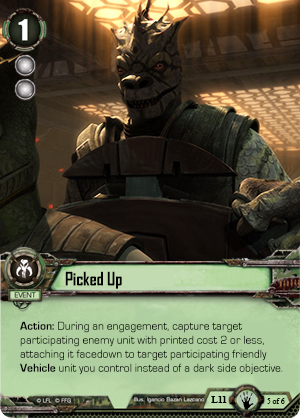 1
Picked Up
EVENT
Action: During an engagement, capture target
participating enemy unit with printed cost 2 or less,
attaching it facedown to target participating friendly
Vehicle unit you control instead of a dark side objective.
© LFL © FFG
Illus. Ignacio Bazán Lazcano
L11
5 of 6